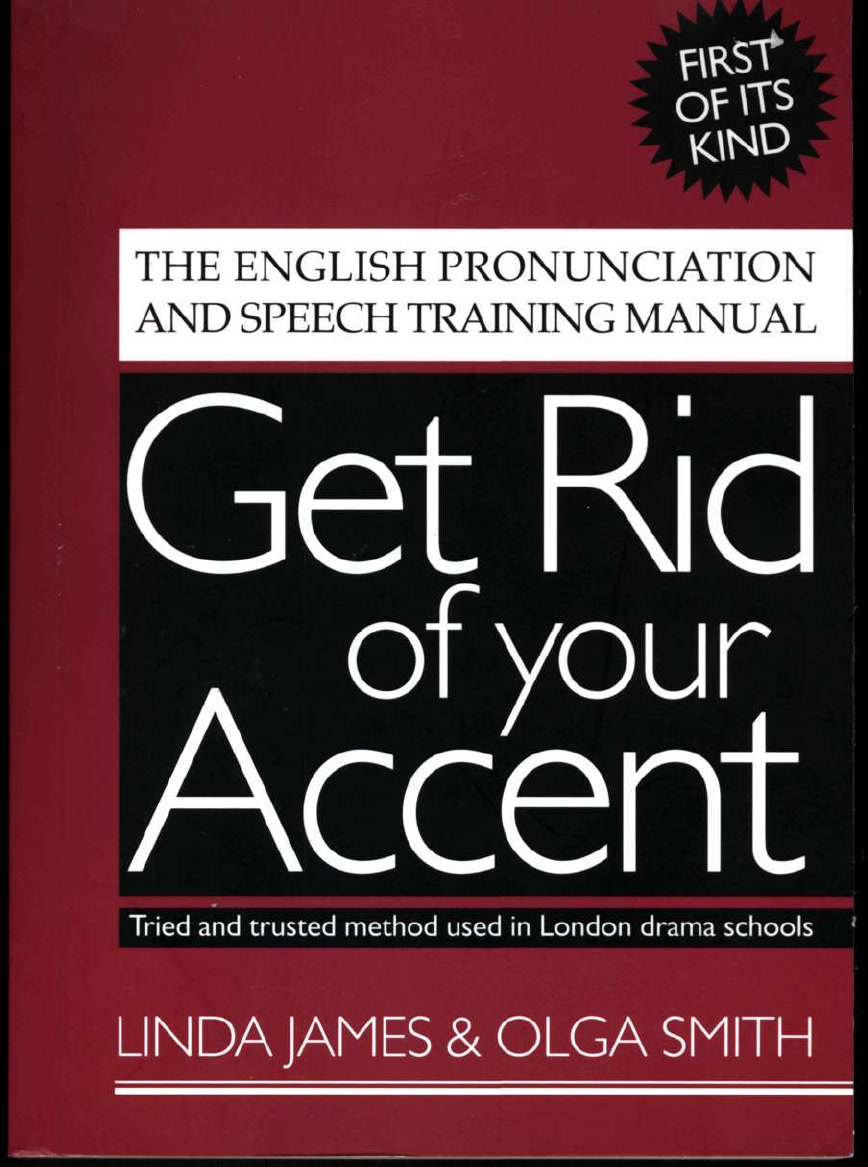 FIRST
OF ITS
KIND
THE ENGLISH PRONUNCIATION
AND SPEECH TRAINING MANUAL
Get Rid
of your
Accent
Tried and trusted method used in London drama schools
LINDA JAMES & OLGA SMITH